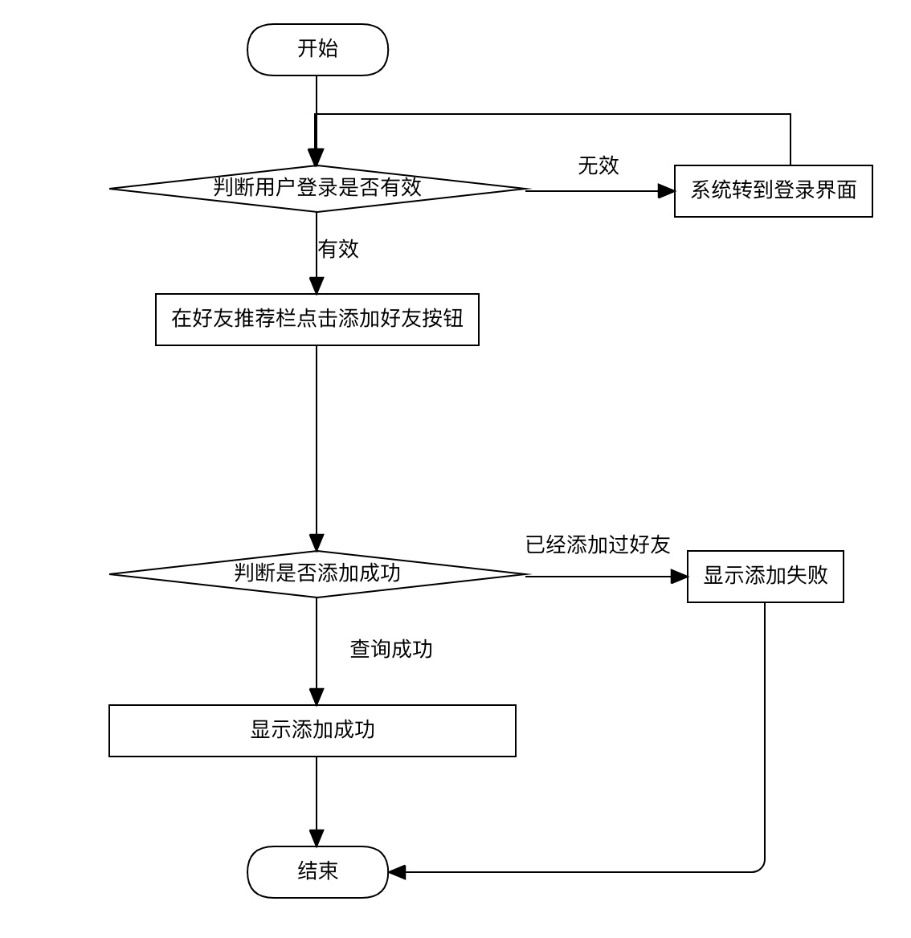 开始
判断用户登录是否有效
无效
系统转到登录界面
有效
在好友推荐栏点击添加好友按钮
判断是否添加成功
已经添加过好友
显示添加失败
查询成功
显示添加成功
结束